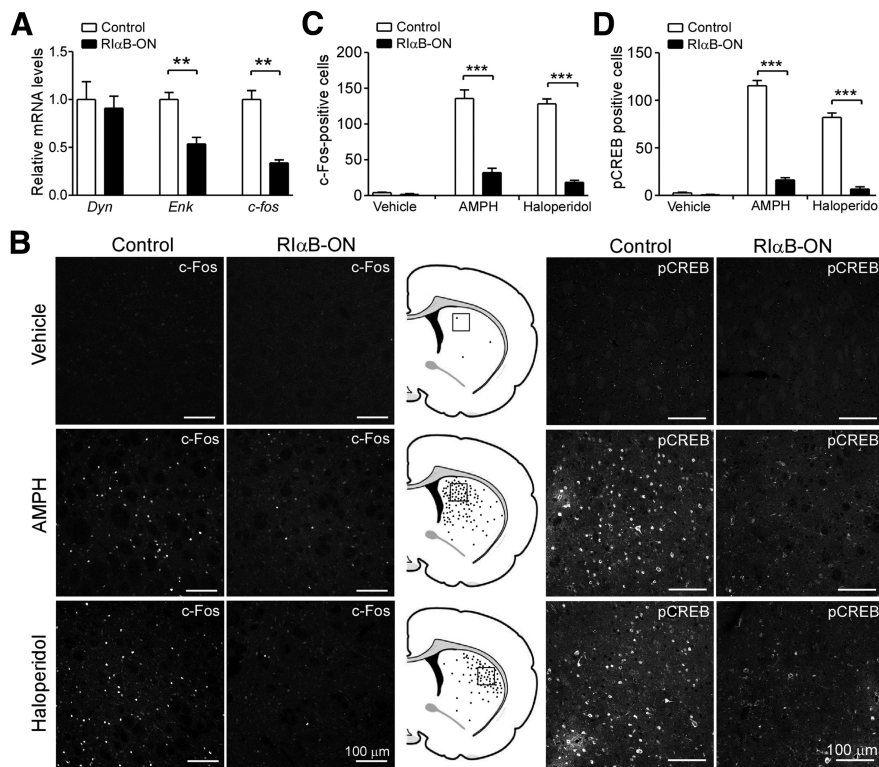 A
Control
RIαB-ON
Relative mRNA levels
1.5
1.0
0.5
0.0
**
**
Dyn
Enk
c-fos
C
Control
RIαB-ON
c-Fos-positive cells
200
150
100
50
0
***
***
Vehicle
AMPH
Haloperidol
D
Control
RIαB-ON
pCREB positive cells
150
100
50
0
***
***
Vehicle
AMPH
Haloperido
B
Control
RIαB-ON
Control
RIαB-ON
Vehicle
c-Fos
c-Fos
pCREB
pCREB
AMPH
c-Fos
c-Fos
pCREB
pCREB
Haloperidol
c-Fos
c-Fos
100 µm
pCREB
pCREB
100 µm